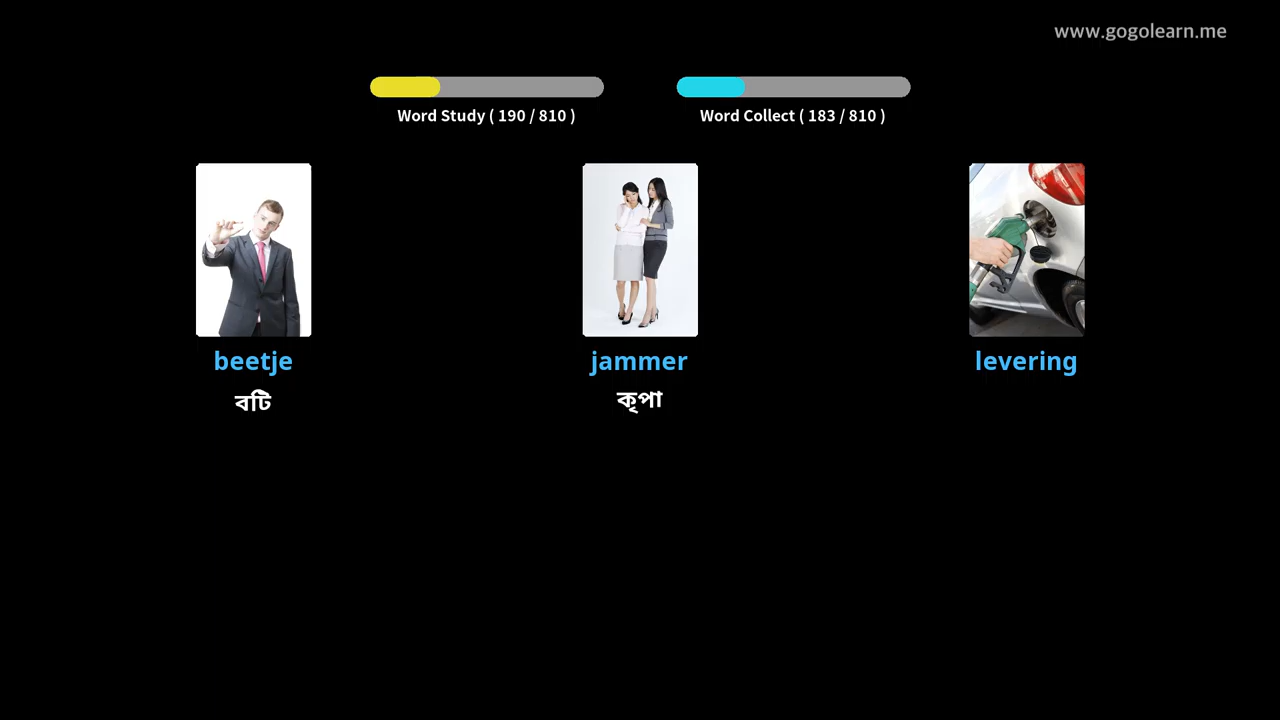 www.gogolearn.me
Word Study ( 190 / 810 )
Word Collect ( 183 / 810 )
beetje
jammer
levering
বটি
কৃপা